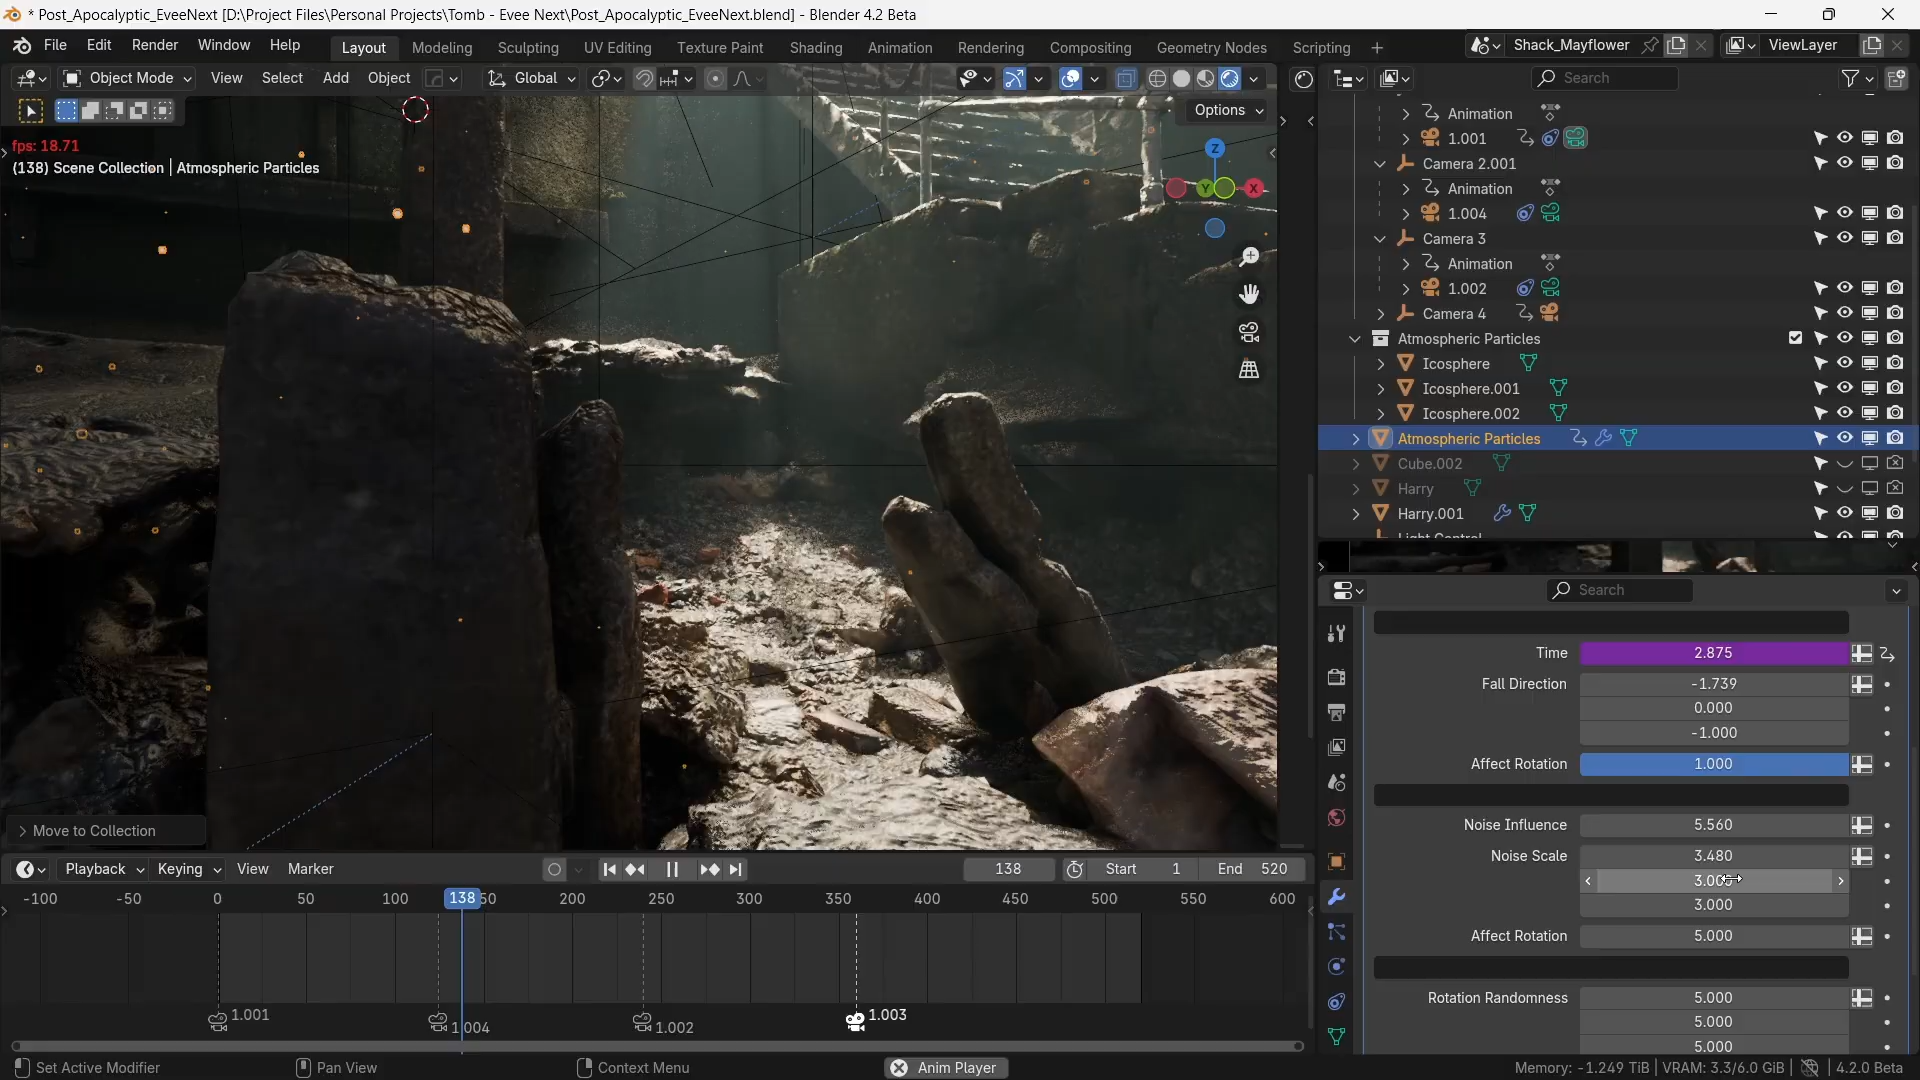 * Post_Apocalyptic_EveeNext [D:\Project Files\Personal Projects\Tomb - Evee Next\Post_Apocalyptic_EveeNext.blend] - Blender 4.2 Beta
File Edit Render Window Help Layout Modeling Sculpting UV Editing Texture Paint Shading Animation Rendering Compositing Geometry Nodes Scripting + Shack_Mayflower ViewLayer
Object Mode View Select Add Object Global Search
Options
fps: 18.71
(138) Scene Collection | Atmospheric Particles
Z
Y X
Animation
1.001
Camera 2.001
Animation
1.004
Camera 3
Animation
1.002
Camera 4
Atmospheric Particles
Icosphere
Icosphere.001
Icosphere.002
Atmospheric Particles
Cube.002
Harry
Harry.001
Light Control
Search
Time 2.875
Fall Direction -1.739
0.000
-1.000
Affect Rotation 1.000
Noise Influence 5.560
Noise Scale 3.480
3.000
3.000
Affect Rotation 5.000
Rotation Randomness 5.000
5.000
5.000
Move to Collection
Playback Keying View Marker 138 Start 1 End 520
-100 -50 0 50 100 138 50 200 250 300 350 400 450 500 550 600
1.001 1.004 1.002 1.003
Set Active Modifier Pan View Context Menu Anim Player Memory: -1.249 TiB | VRAM: 3.3/6.0 GiB | 4.2.0 Beta